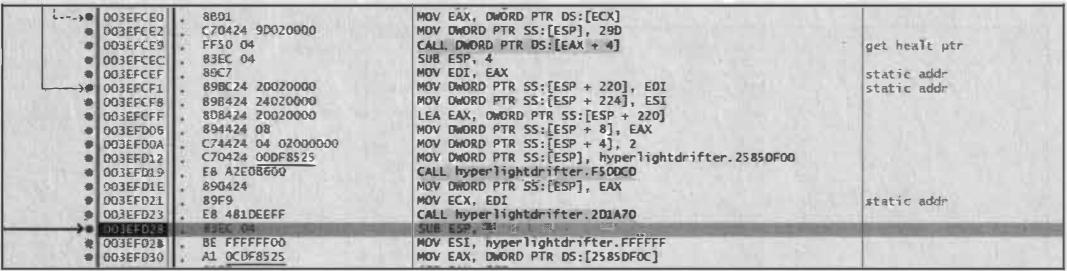 003EFCE0 . 8B01 MOV EAX, DWORD PTR DS:[ECX]
003EFCE2 . C70424 9D020000 MOV DWORD PTR SS:[ESP], 29D
003EFCE9 . FF50 04 CALL DWORD PTR DS:[EAX + 4] get healt ptr
003EFCEC . 83EC 04 SUB ESP, 4
003EFCEF . 89C7 MOV EDI, EAX static addr
003EFCF1 . 89BC24 20020000 MOV DWORD PTR SS:[ESP + 220], EDI static addr
003EFCF8 . 89B424 24020000 MOV DWORD PTR SS:[ESP + 224], ESI
003EFCFF . 8D8424 20020000 LEA EAX, DWORD PTR SS:[ESP + 220]
003EFD06 . 894424 08 MOV DWORD PTR SS:[ESP + 8], EAX
003EFD0A . C74424 04 02000000 MOV DWORD PTR SS:[ESP + 4], 2
003EFD12 . C70424 00DF8525 MOV DWORD PTR SS:[ESP], hyperlightdrifter.2585DF00
003EFD19 . E8 A2E08600 CALL hyperlightdrifter.F5DDC0
003EFD1E . 890424 MOV DWORD PTR SS:[ESP], EAX
003EFD21 . 89F9 MOV ECX, EDI static addr
003EFD23 . E8 481DEEFF CALL hyperlightdrifter.2D1A70
003EFD28 . 83EC 04 SUB ESP,
003EFD2B . BE FFFFFF00 MOV ESI, hyperlightdrifter.FFFFFF
003EFD30 . A1 0CDF8525 MOV EAX, DWORD PTR DS:[2585DF0C]